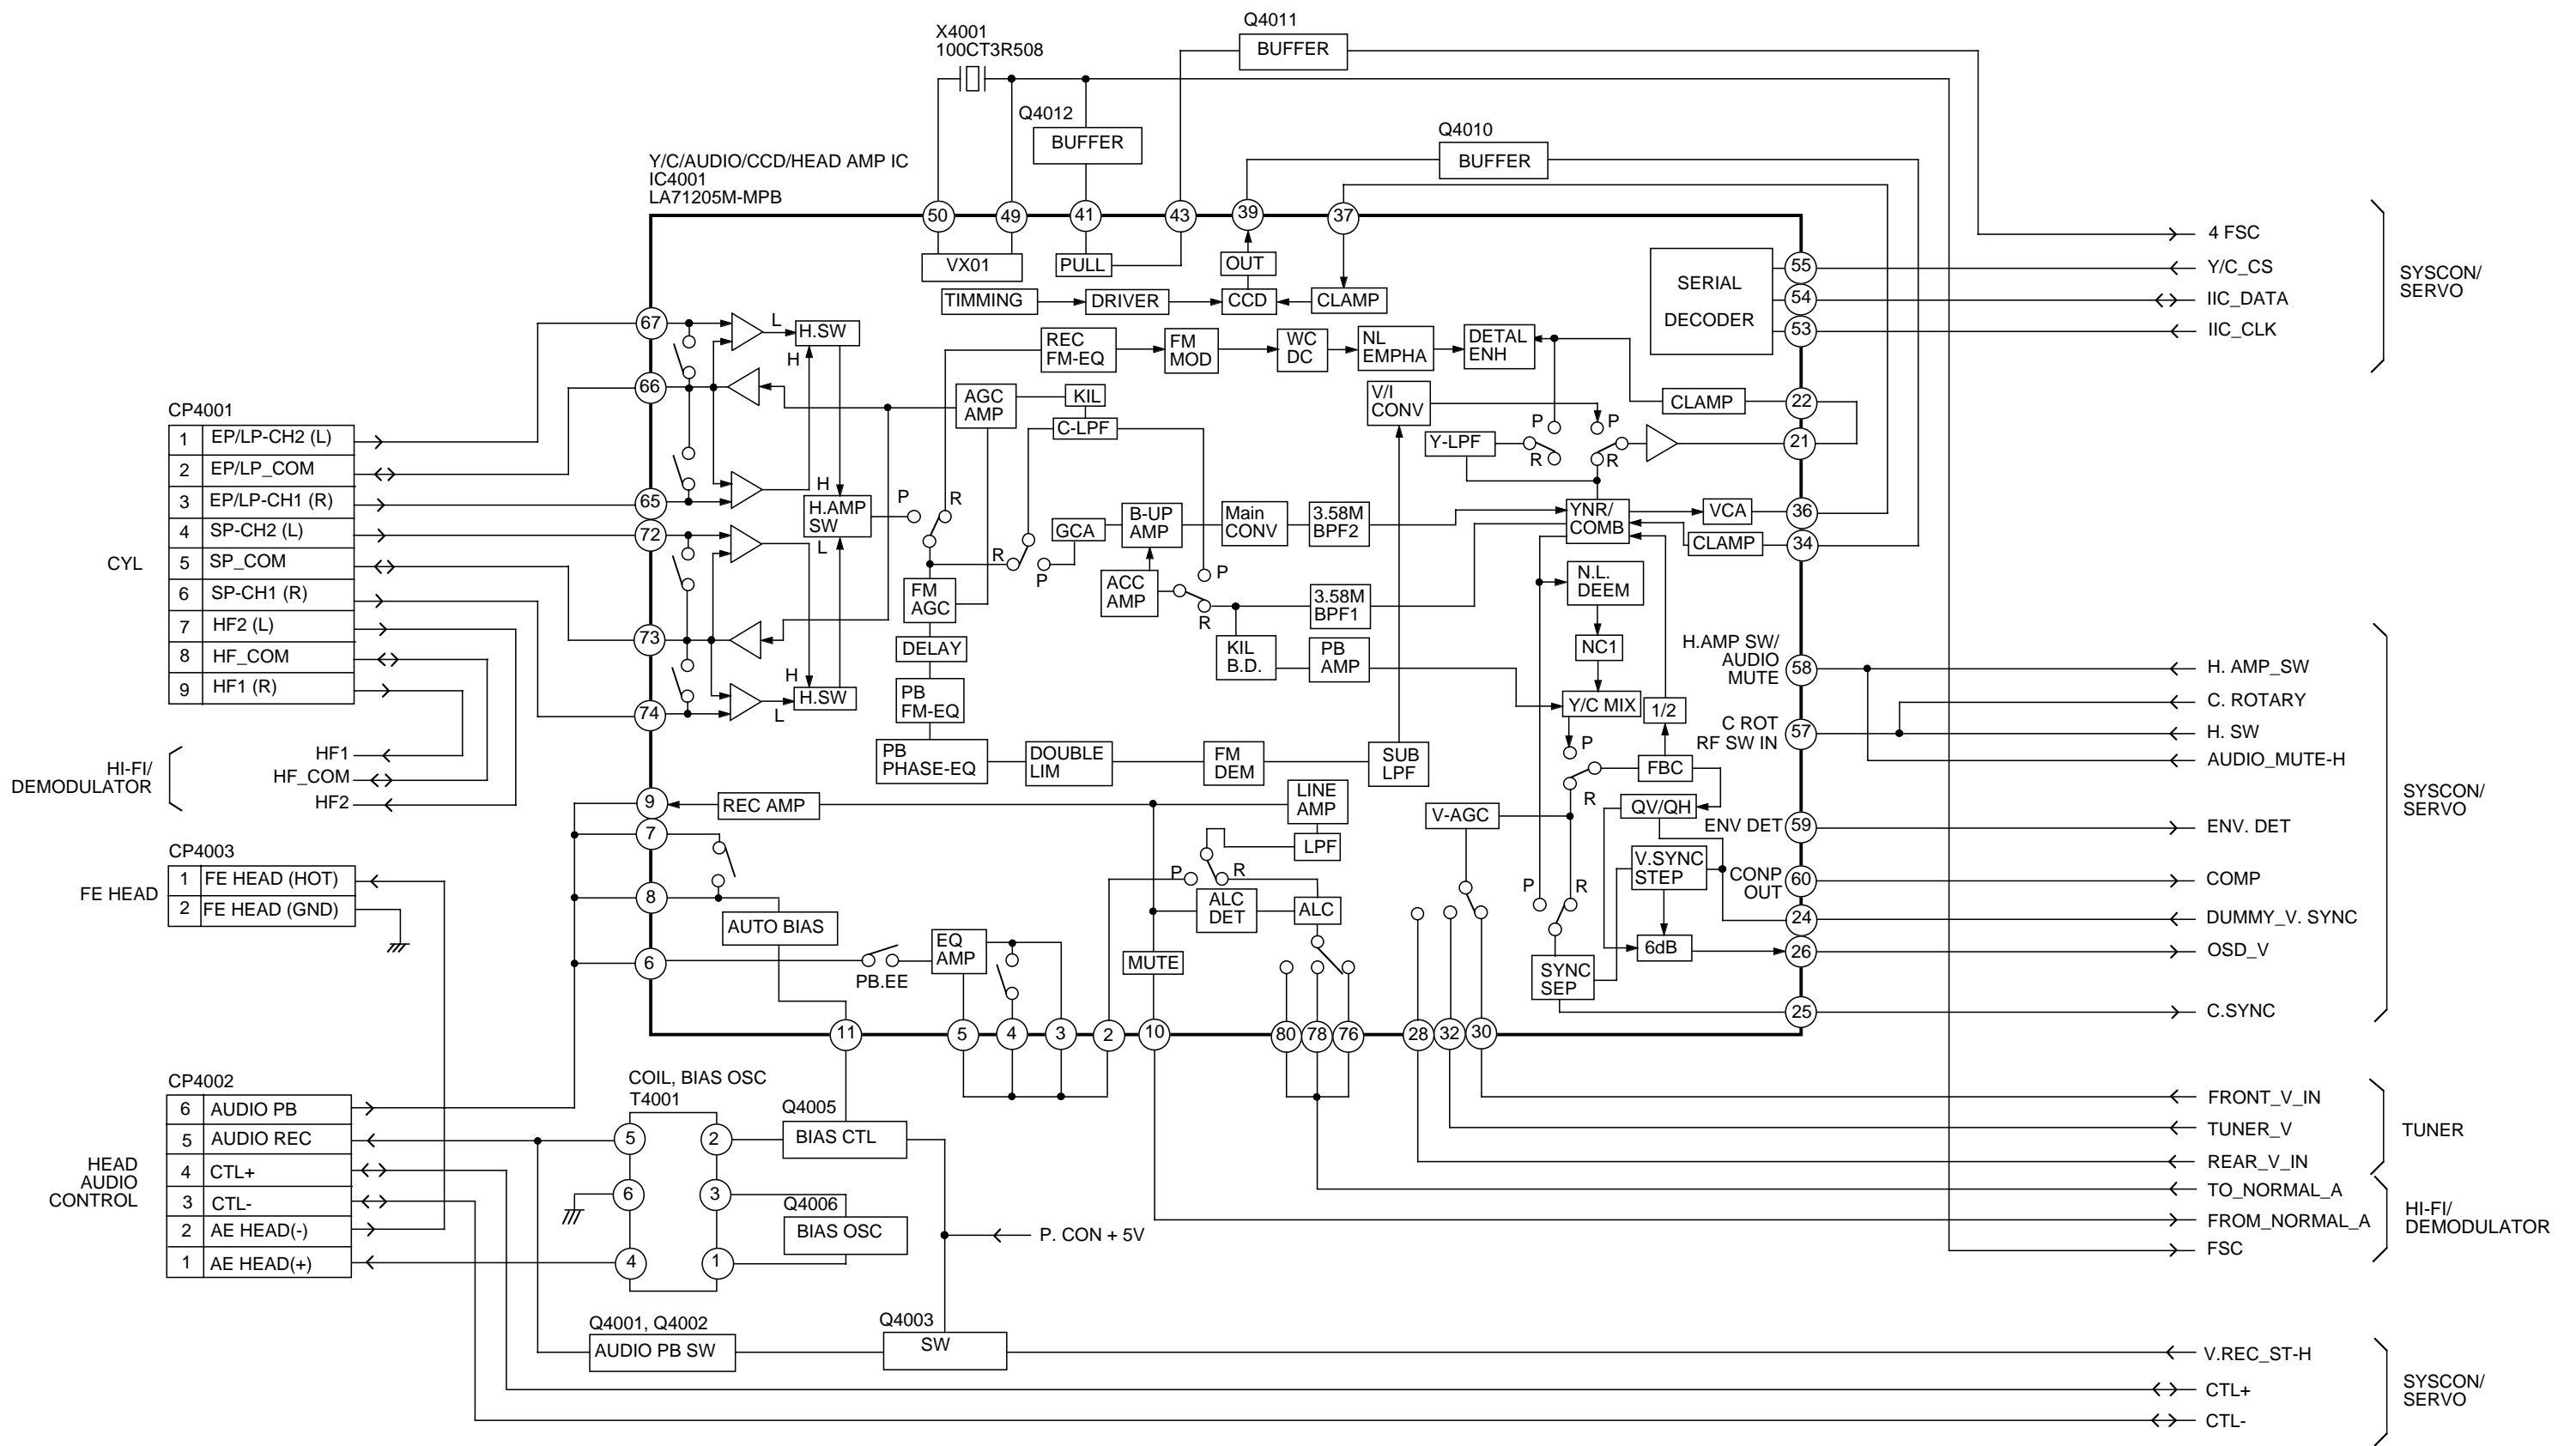 Q4011
X4001
100CT3R508
BUFFER
Q4012
BUFFER
Q4010
BUFFER
Y/C/AUDIO/CCD/HEAD AMP IC
IC4001
LA71205M-MPB
50
49
41
43
39
37
VX01
PULL
OUT
TIMMING
DRIVER
CCD
CLAMP
SERIAL
DECODER
55
54
53
4 FSC
Y/C_CS
IIC_DATA
IIC_CLK
SYSCON/
SERVO
67
66
65
72
73
74
L
H.SW
H
H
H.AMP
SW
L
H
H.SW
L
P
R
REC
FM-EQ
FM
MOD
WC
DC
NL
EMPHA
DETAL
ENH
AGC
AMP
KIL
C-LPF
V/I
CONV
CLAMP
22
21
P
P
Y-LPF
R
R
CP4001
1 EP/LP-CH2 (L)
2 EP/LP_COM
3 EP/LP-CH1 (R)
4 SP-CH2 (L)
5 SP_COM
6 SP-CH1 (R)
7 HF2 (L)
8 HF_COM
9 HF1 (R)
CYL
GCA
B-UP
AMP
Main
CONV
3.58M
BPF2
YNR/
COMB
VCA
36
CLAMP
34
R
P
P
R
ACC
AMP
3.58M
BPF1
N.L.
DEEM
FM
AGC
DELAY
KIL
B.D.
PB
AMP
NC1
PB
FM-EQ
Y/C MIX
1/2
PB
PHASE-EQ
DOUBLE
LIM
FM
DEM
SUB
LPF
P
R
FBC
QV/QH
H.AMP SW/
AUDIO
MUTE
58
C ROT
RF SW IN
57
ENV DET
59
CONP
OUT
60
24
26
25
H. AMP_SW
C. ROTARY
H. SW
AUDIO_MUTE-H
ENV. DET
COMP
DUMMY_V. SYNC
OSD_V
C.SYNC
SYSCON/
SERVO
HI-FI/
DEMODULATOR
HF1
HF_COM
HF2
9
7
8
6
REC AMP
LINE
AMP
LPF
V-AGC
V.SYNC
STEP
P
R
ALC
DET
ALC
P
R
6dB
SYNC
SEP
AUTO BIAS
PB.EE
EQ
AMP
MUTE
CP4003
FE HEAD
1 FE HEAD (HOT)
2 FE HEAD (GND)
11
5
4
3
2
10
80
78
76
28
32
30
CP4002
6 AUDIO PB
5 AUDIO REC
4 CTL+
3 CTL-
2 AE HEAD(-)
1 AE HEAD(+)
HEAD
AUDIO
CONTROL
COIL, BIAS OSC
T4001
5
2
6
3
4
1
Q4005
BIAS CTL
Q4006
BIAS OSC
P. CON + 5V
FRONT_V_IN
TUNER_V
REAR_V_IN
TUNER
TO_NORMAL_A
FROM_NORMAL_A
FSC
HI-FI/
DEMODULATOR
Q4001, Q4002
AUDIO PB SW
Q4003
SW
V.REC_ST-H
CTL+
CTL-
SYSCON/
SERVO